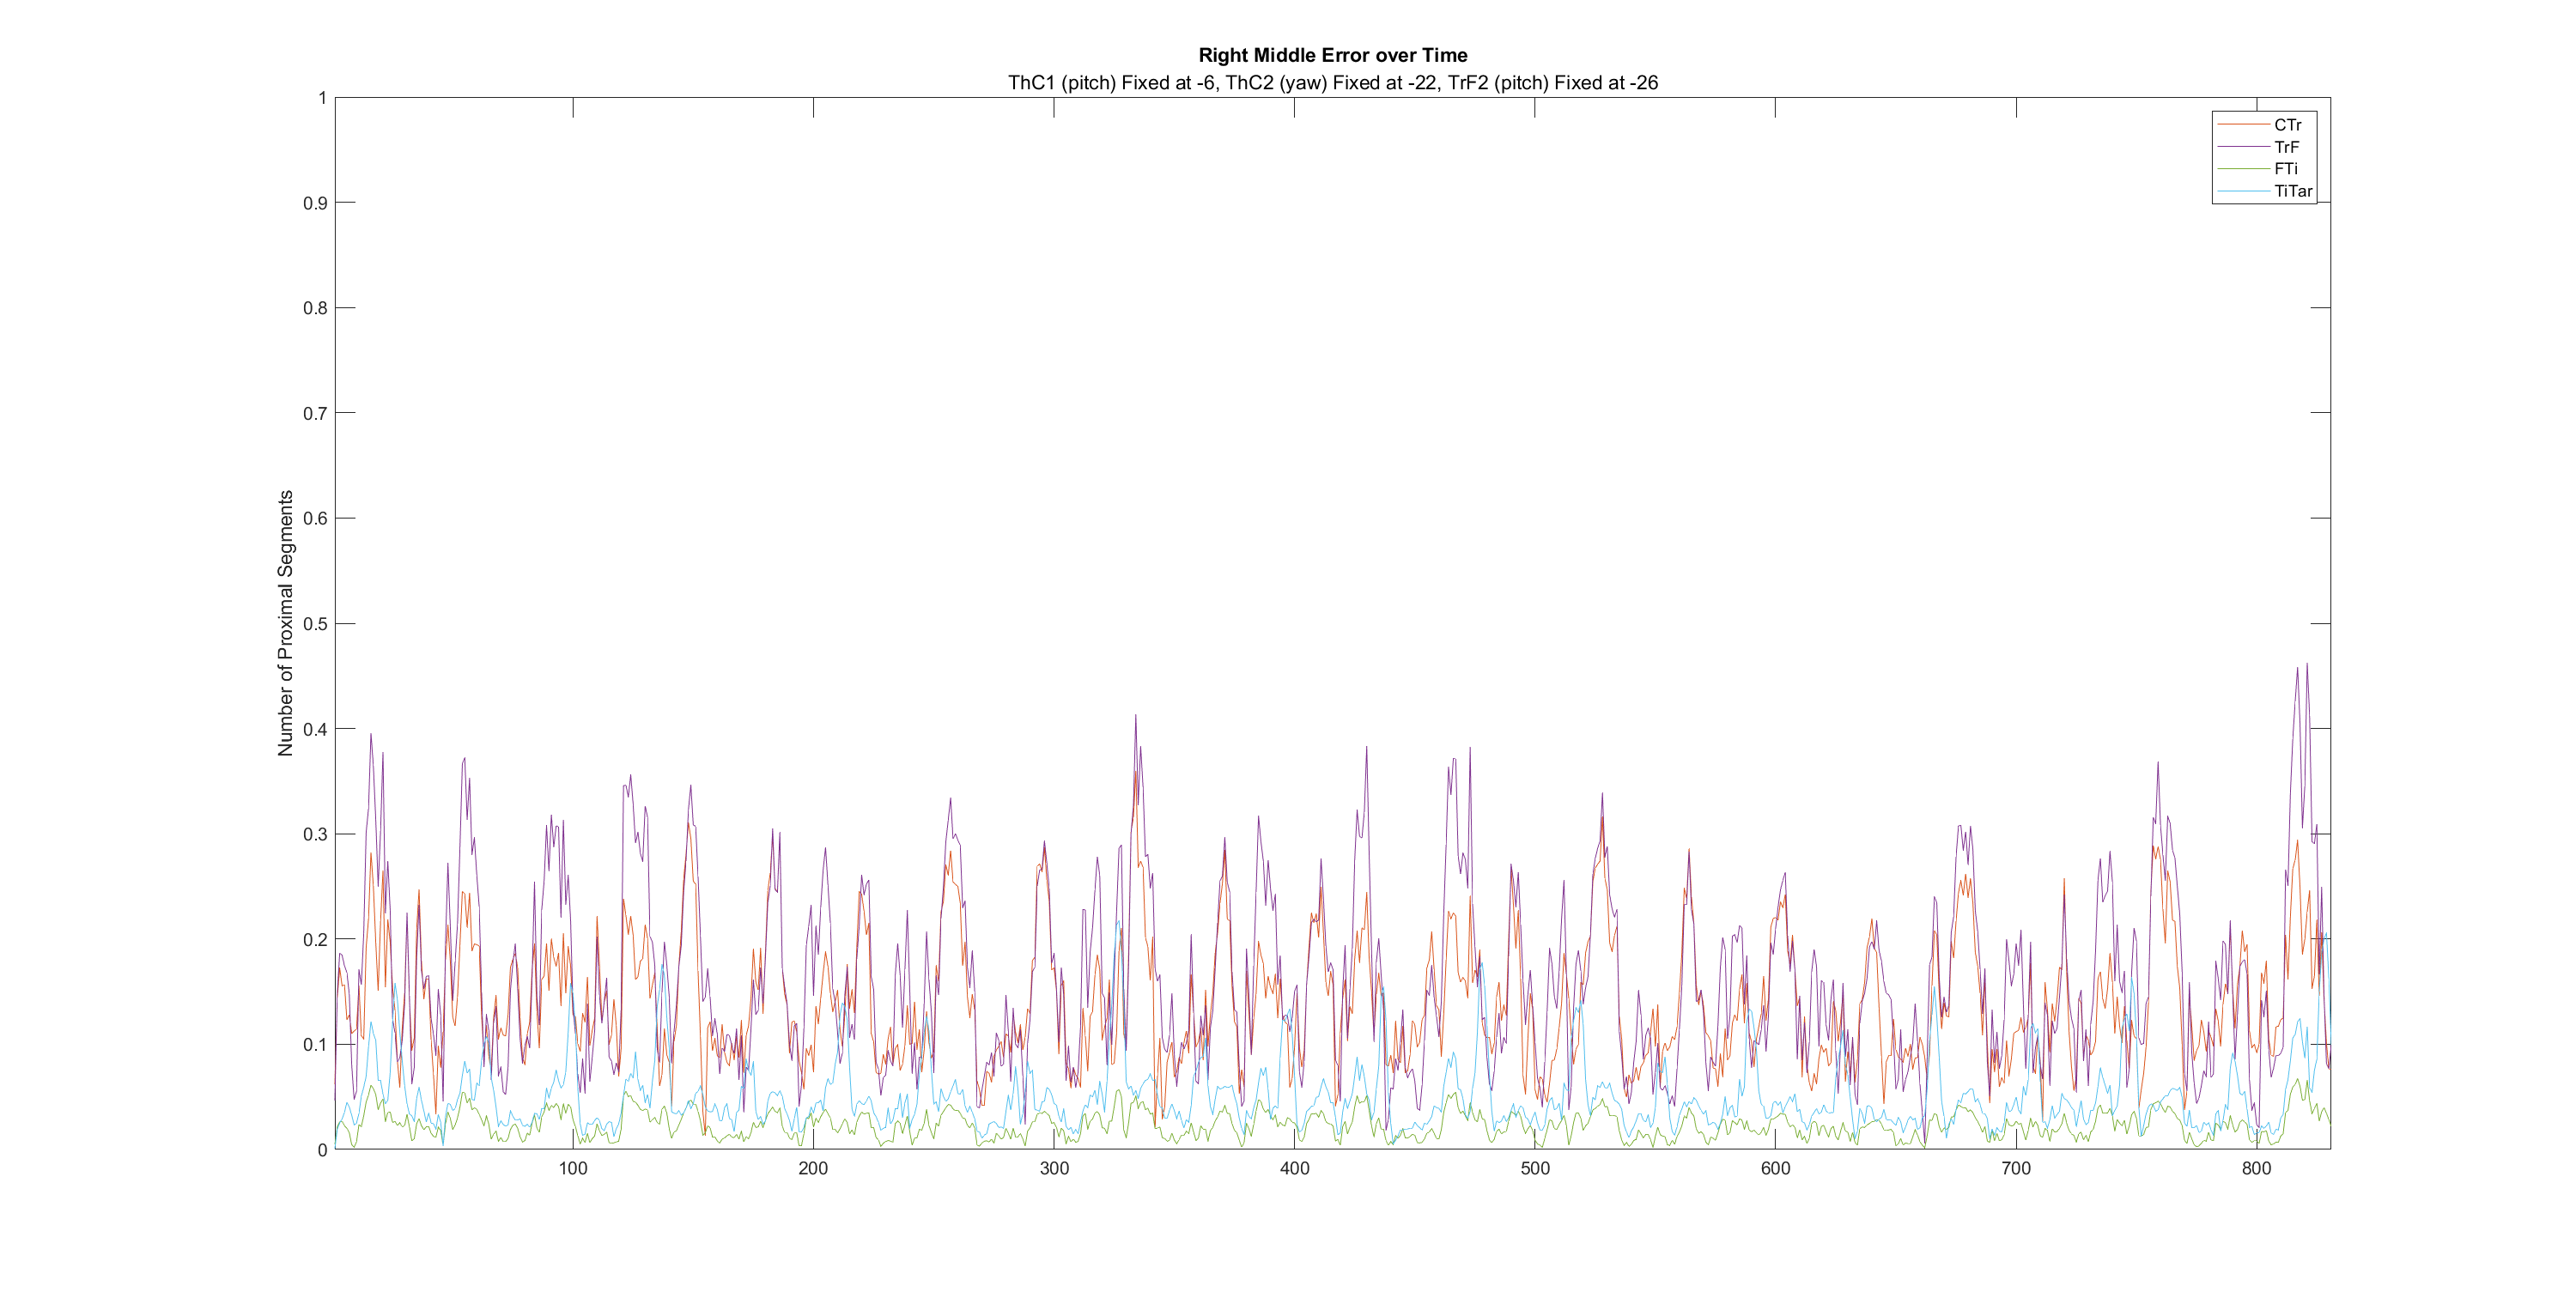 Right Middle Error over Time
ThC1 (pitch) Fixed at -6, ThC2 (yaw) Fixed at -22, TrF2 (pitch) Fixed at -26
Number of Proximal Segments
1
0.9
0.8
0.7
0.6
0.5
0.4
0.3
0.2
0.1
0
100
200
300
400
500
600
700
800
CTr
TrF
FTi
TiTar